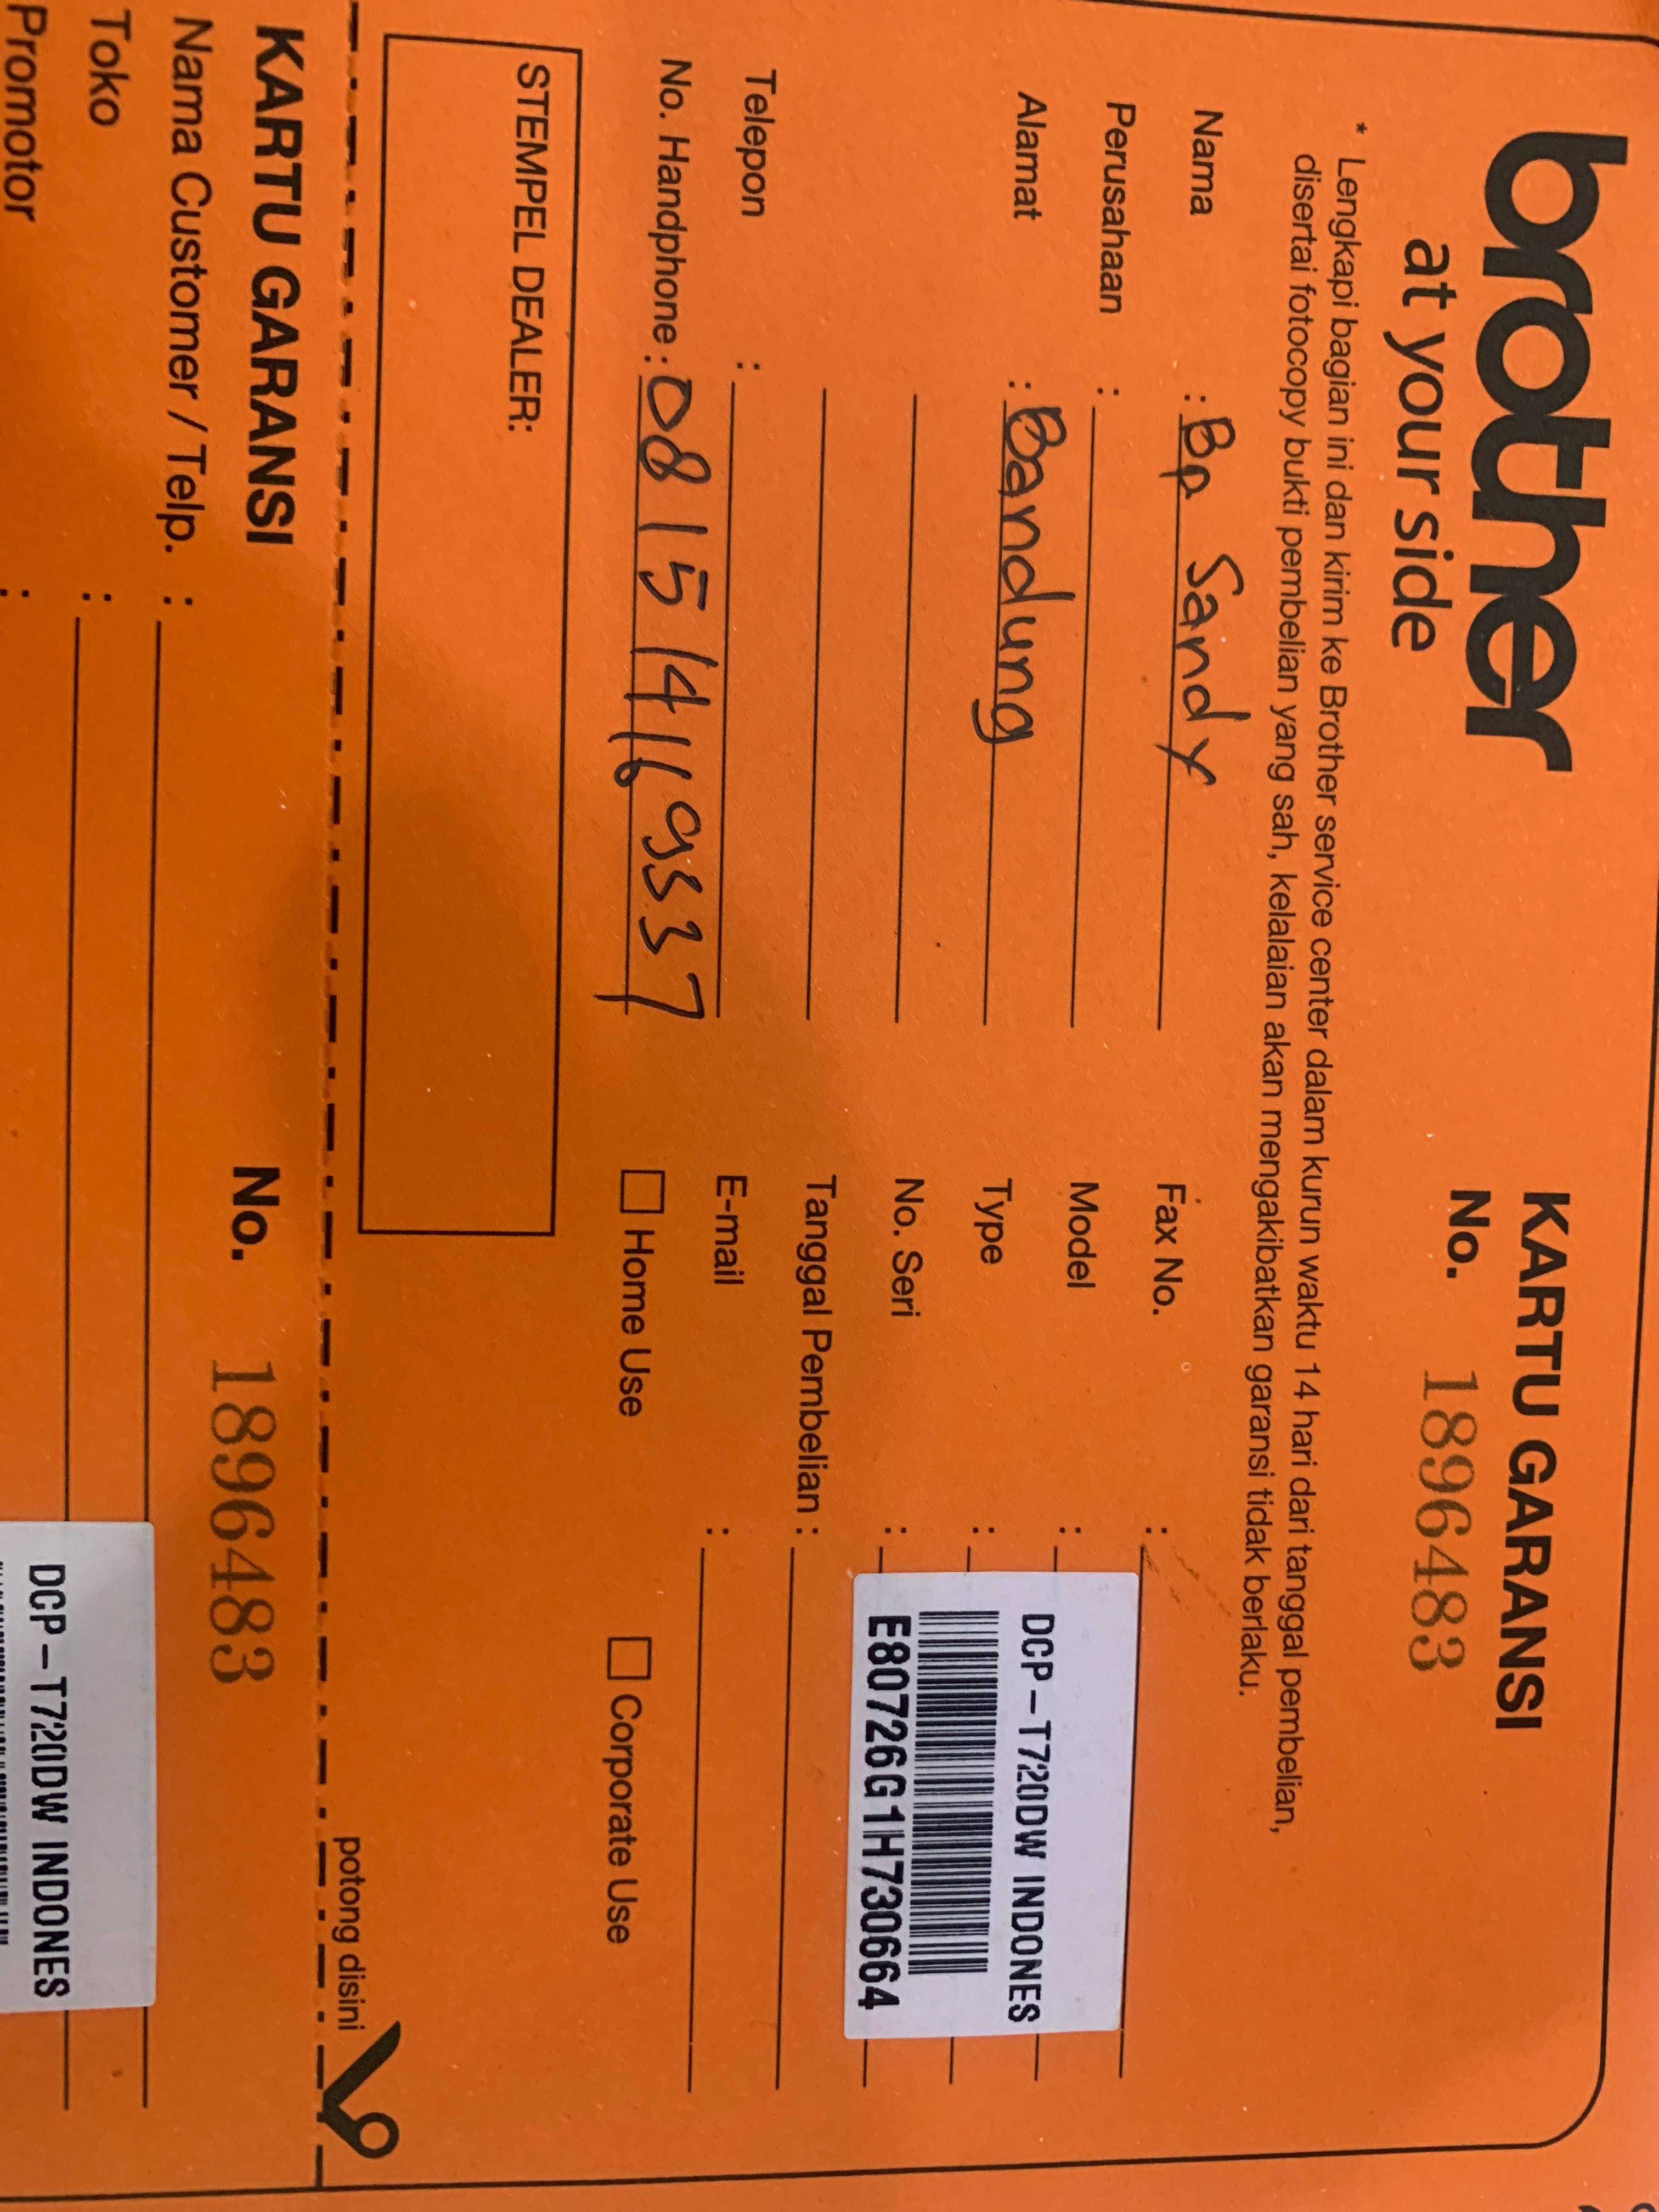 brother
at your side
KARTU GARANSI
No. 1896483
* Lengkapi bagian ini dan kirim ke Brother service center dalam kurun waktu 14 hari dari tanggal pembelian,
disertai fotocopy bukti pembelian yang sah, kelalaian akan mengakibatkan garansi tidak berlaku.
Nama : Bp Sandy
Perusahaan :
Alamat : Bandung
Telepon :
No. Handphone : 081514169337
Fax No. :
Model :
Type :
No. Seri :
DCP-T720DW INDONES
E80726G1H730664
Tanggal Pembelian :
E-mail :
Home Use
Corporate Use
STEMPEL DEALER:
potong disini
KARTU GARANSI
No. 1896483
Nama Customer / Telp. :
Toko :
Promotor :
DCP-T720DW INDONES